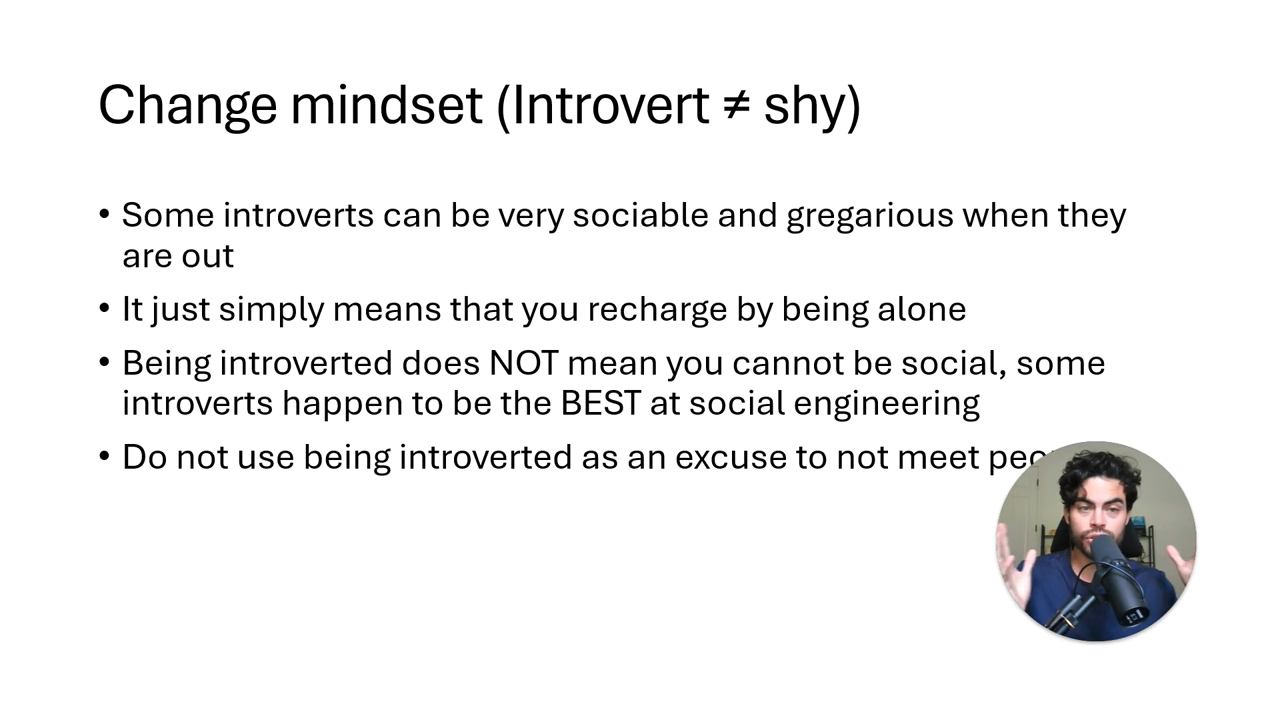 Change mindset (Introvert ≠ shy)
• Some introverts can be very sociable and gregarious when they
are out
• It just simply means that you recharge by being alone
• Being introverted does NOT mean you cannot be social, some
introverts happen to be the BEST at social engineering
• Do not use being introverted as an excuse to not meet